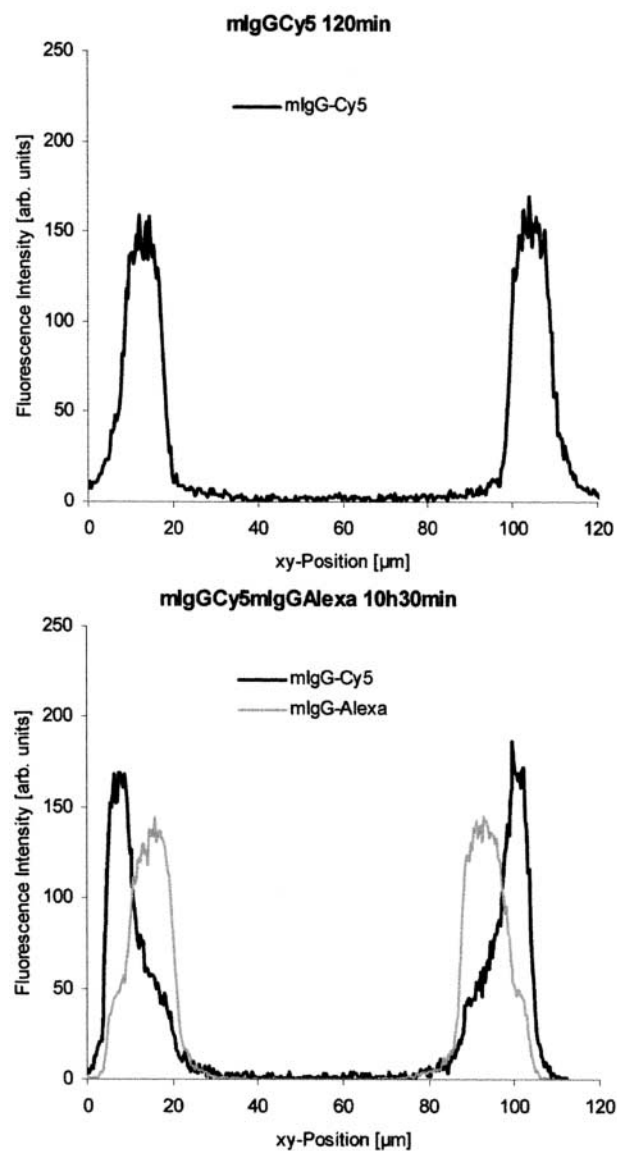 mIgGCy5 120min
250
200
150
100
50
0
Fluorescence Intensity [arb. units]
mIgG-Cy5
0 20 40 60 80 100 120
xy-Position [µm]
mIgGCy5mIgGAlexa 10h30min
250
200
150
100
50
0
Fluorescence Intensity [arb. units]
mIgG-Cy5
mIgG-Alexa
0 20 40 60 80 100 120
xy-Position [µm]